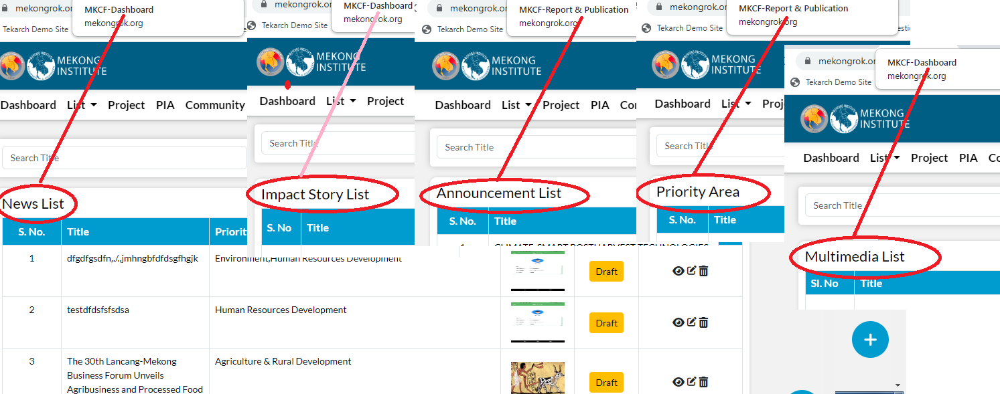 mekongrok.or
MKCF-Dashboard
mekongrok.org
Tekarch Demo Site
MEKONG
INSTITUTE
Dashboard List Project PIA Community
Search Title
News List
S. No. Title Priorit
1 dfgdfgsdfn,./.,jmhngbfdfdsgfhgjk Environment,Human Resources Development Draft
2 testdfdsfsfsdsa Human Resources Development Draft
3 The 30th Lancang-Mekong Agriculture & Rural Development Draft
Business Forum Unveils
Agribusiness and Processed Food
mekongrok.or
MKCF-Dashboard
mekongrok.org
Tekarch Demo Site
MEKONG
INSTITUTE
Dashboard List Project
Search Title
Impact Story List
S. No Title
mekongrok.or
MKCF-Report & Publication
mekongrok.org
Tekarch Demo Site
MEKONG
INSTITUTE
Dashboard List Project PIA Co
Search Title
Announcement List
S. No. Title
1 CLIMATE-SMART POSTHARVEST TECHNOLOGIES
mekongrok.or
MKCF-Report & Publication
mekongrok.org
Tekarch Demo Site
MEKONG
INSTITUTE
Dashboard List Proj
Search Title
Priority Area
S. No. Title
mekongrok.or
MKCF-Dashboard
mekongrok.org
Tekarch Demo Site
MEKONG
INSTITUTE
Dashboard List Project PIA Co
Search Title
Multimedia List
Sl. No Title